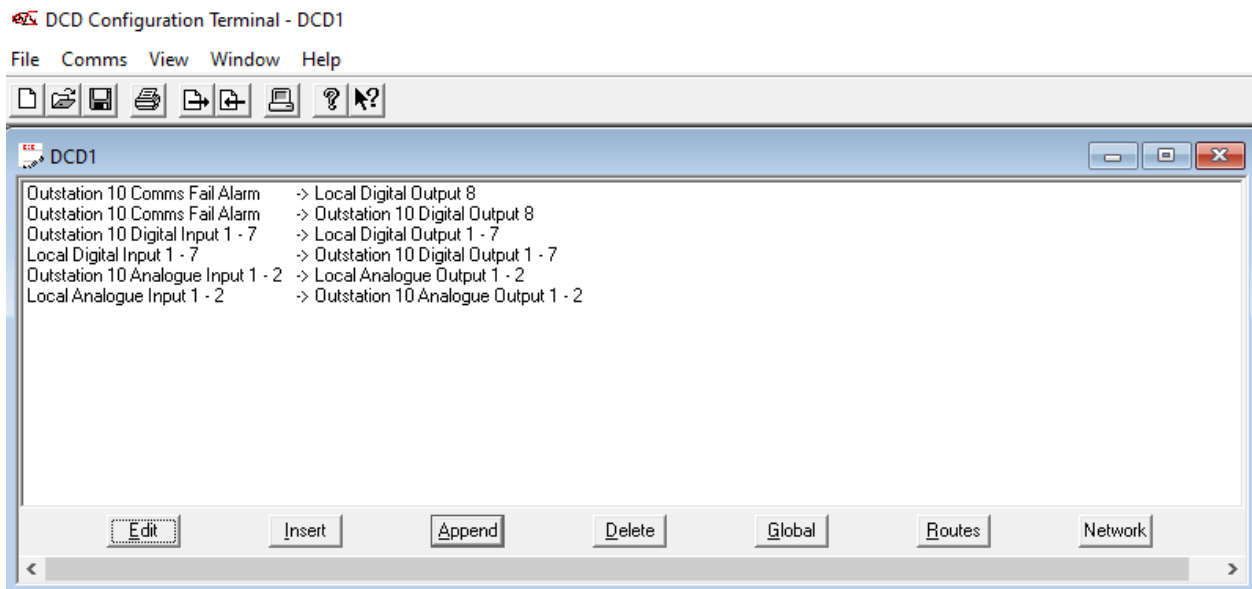 DCD Configuration Terminal - DCD1
File Comms View Window Help
DCD1
Outstation 10 Comms Fail Alarm -> Local Digital Output 8
Outstation 10 Comms Fail Alarm -> Outstation 10 Digital Output 8
Outstation 10 Digital Input 1 - 7 -> Local Digital Output 1 - 7
Local Digital Input 1 - 7 -> Outstation 10 Digital Output 1 - 7
Outstation 10 Analogue Input 1 - 2 -> Local Analogue Output 1 - 2
Local Analogue Input 1 - 2 -> Outstation 10 Analogue Output 1 - 2
Edit Insert Append Delete Global Routes Network